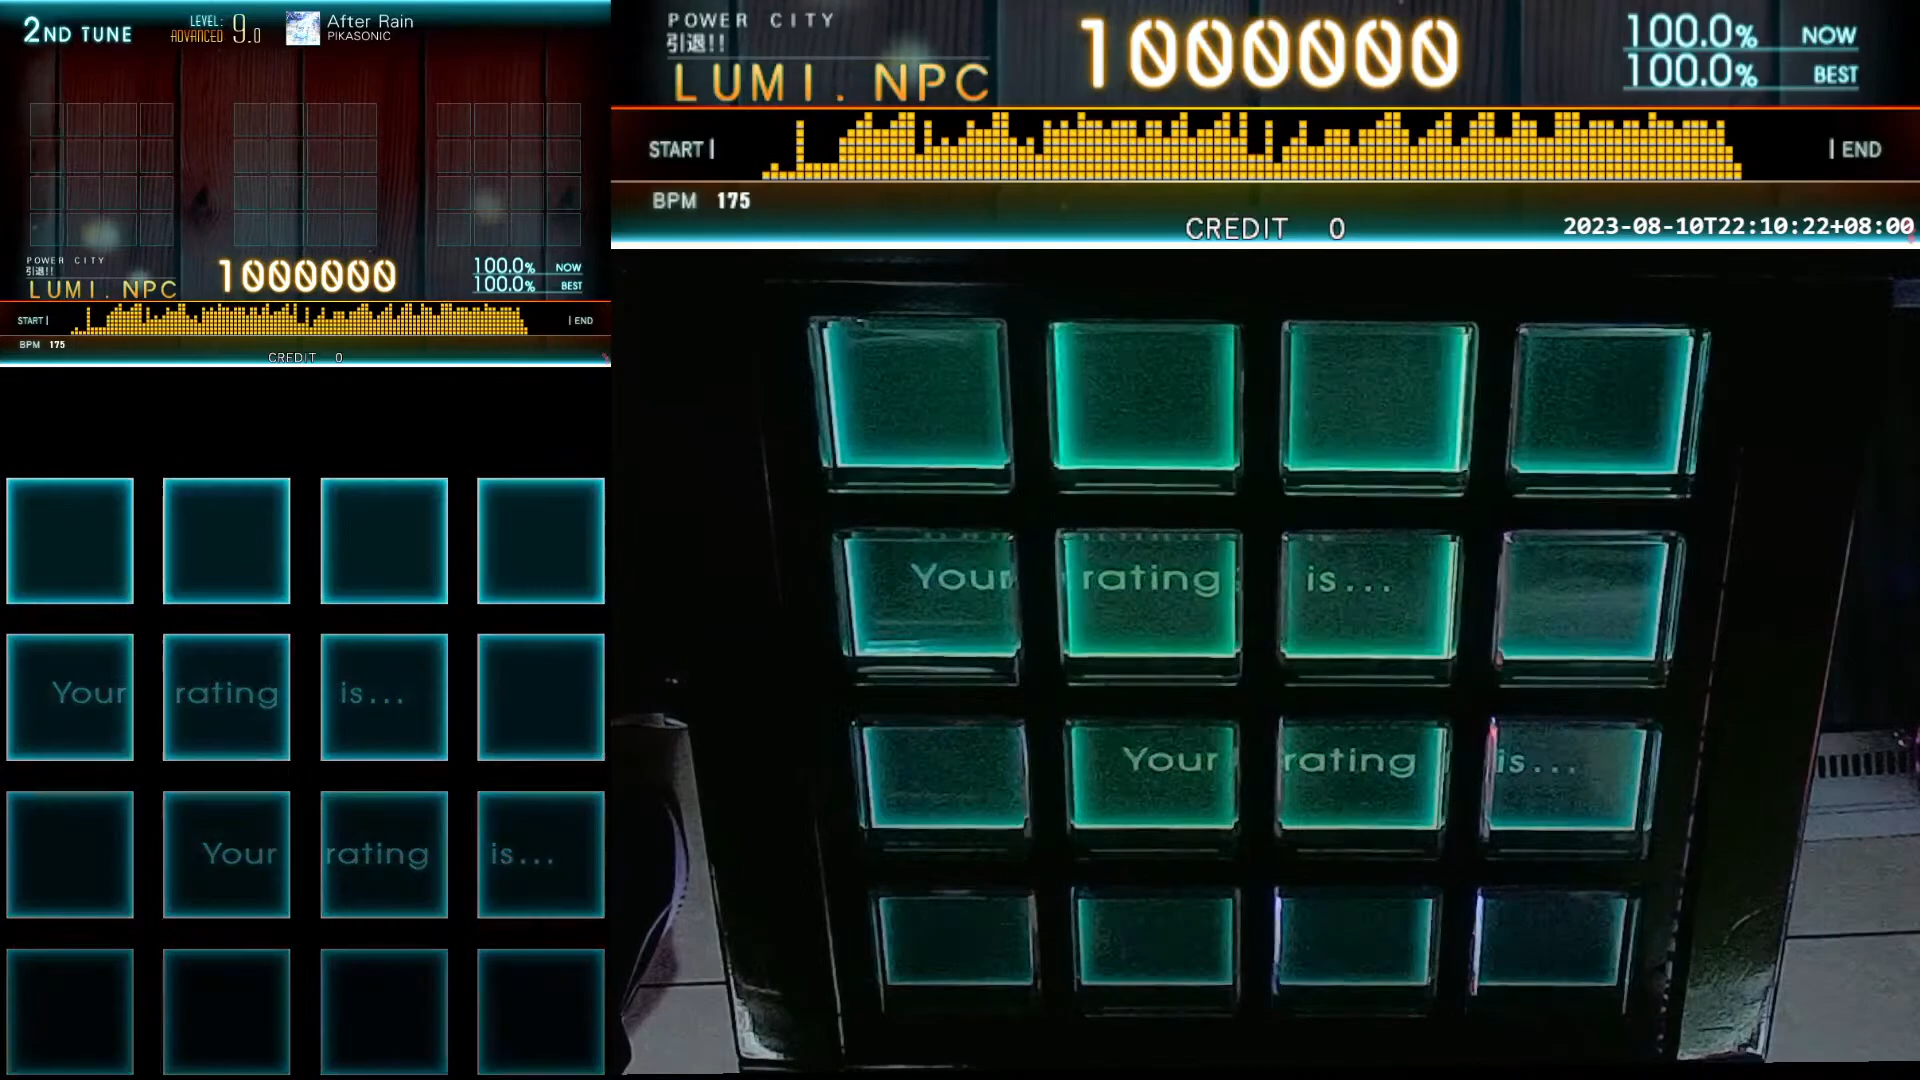 2ND TUNE
LEVEL:
ADVANCED 9.0
After Rain
PIKASONIC
POWER CITY
引退!!
LUMI.NPC
1000000
100.0% NOW
100.0% BEST
START
END
BPM 175
CREDIT 0
Your rating is...
Your rating is...
POWER CITY
引退!!
LUMI.NPC
1000000
100.0% NOW
100.0% BEST
START
END
BPM 175
CREDIT 0
2023-08-10T22:10:22+08:00
Your rating is...
Your rating is...